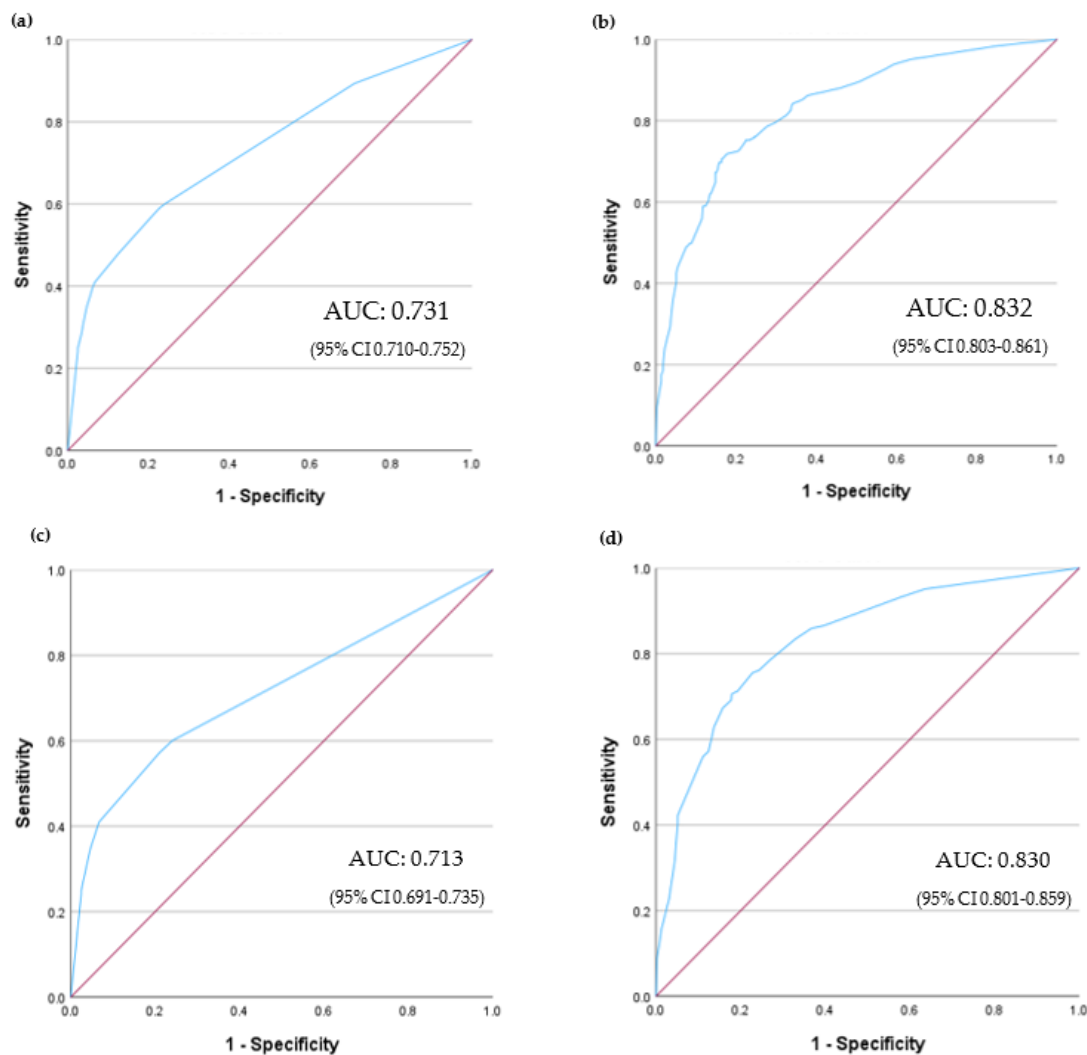 (a)
1.0
0.8
0.6
0.4
0.2
0.0
Sensitivity
AUC: 0.731
(95% CI 0.710-0.752)
0.0 0.2 0.4 0.6 0.8 1.0
1 - Specificity
(b)
1.0
0.8
0.6
0.4
0.2
0.0
Sensitivity
AUC: 0.832
(95% CI 0.803-0.861)
0.0 0.2 0.4 0.6 0.8 1.0
1 - Specificity
(c)
1.0
0.8
0.6
0.4
0.2
0.0
Sensitivity
AUC: 0.713
(95% CI 0.691-0.735)
0.0 0.2 0.4 0.6 0.8 1.0
1 - Specificity
(d)
1.0
0.8
0.6
0.4
0.2
0.0
Sensitivity
AUC: 0.830
(95% CI 0.801-0.859)
0.0 0.2 0.4 0.6 0.8 1.0
1 - Specificity